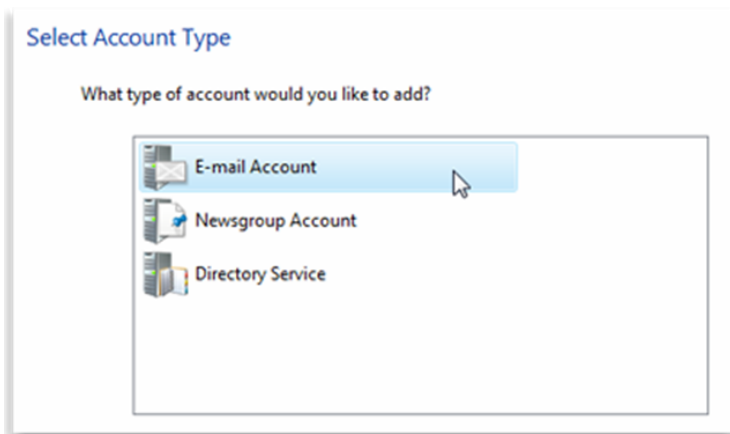 Select Account Type
What type of account would you like to add?
E-mail Account
Newsgroup Account
Directory Service